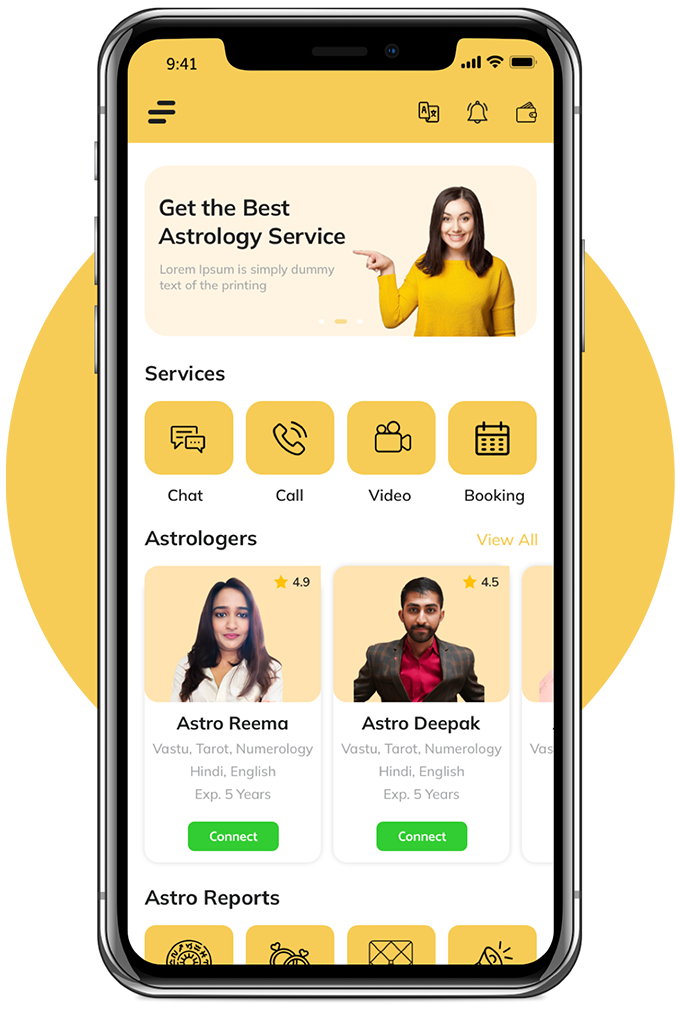 9:41
Get the Best
Astrology Service
Lorem Ipsum is simply dummy
text of the printing
Services
Chat
Call
Video
Booking
Astrologers
View All
4.9
4.5
Astro Reema
Astro Deepak
Vastu, Tarot, Numerology
Vastu, Tarot, Numerology
Vas
Hindi, English
Hindi, English
Exp. 5 Years
Exp. 5 Years
Connect
Connect
Astro Reports